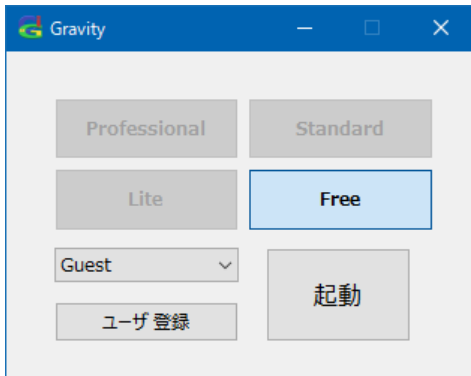 Gravity
Professional
Standard
Lite
Free
Guest
起動
ユーザ 登録